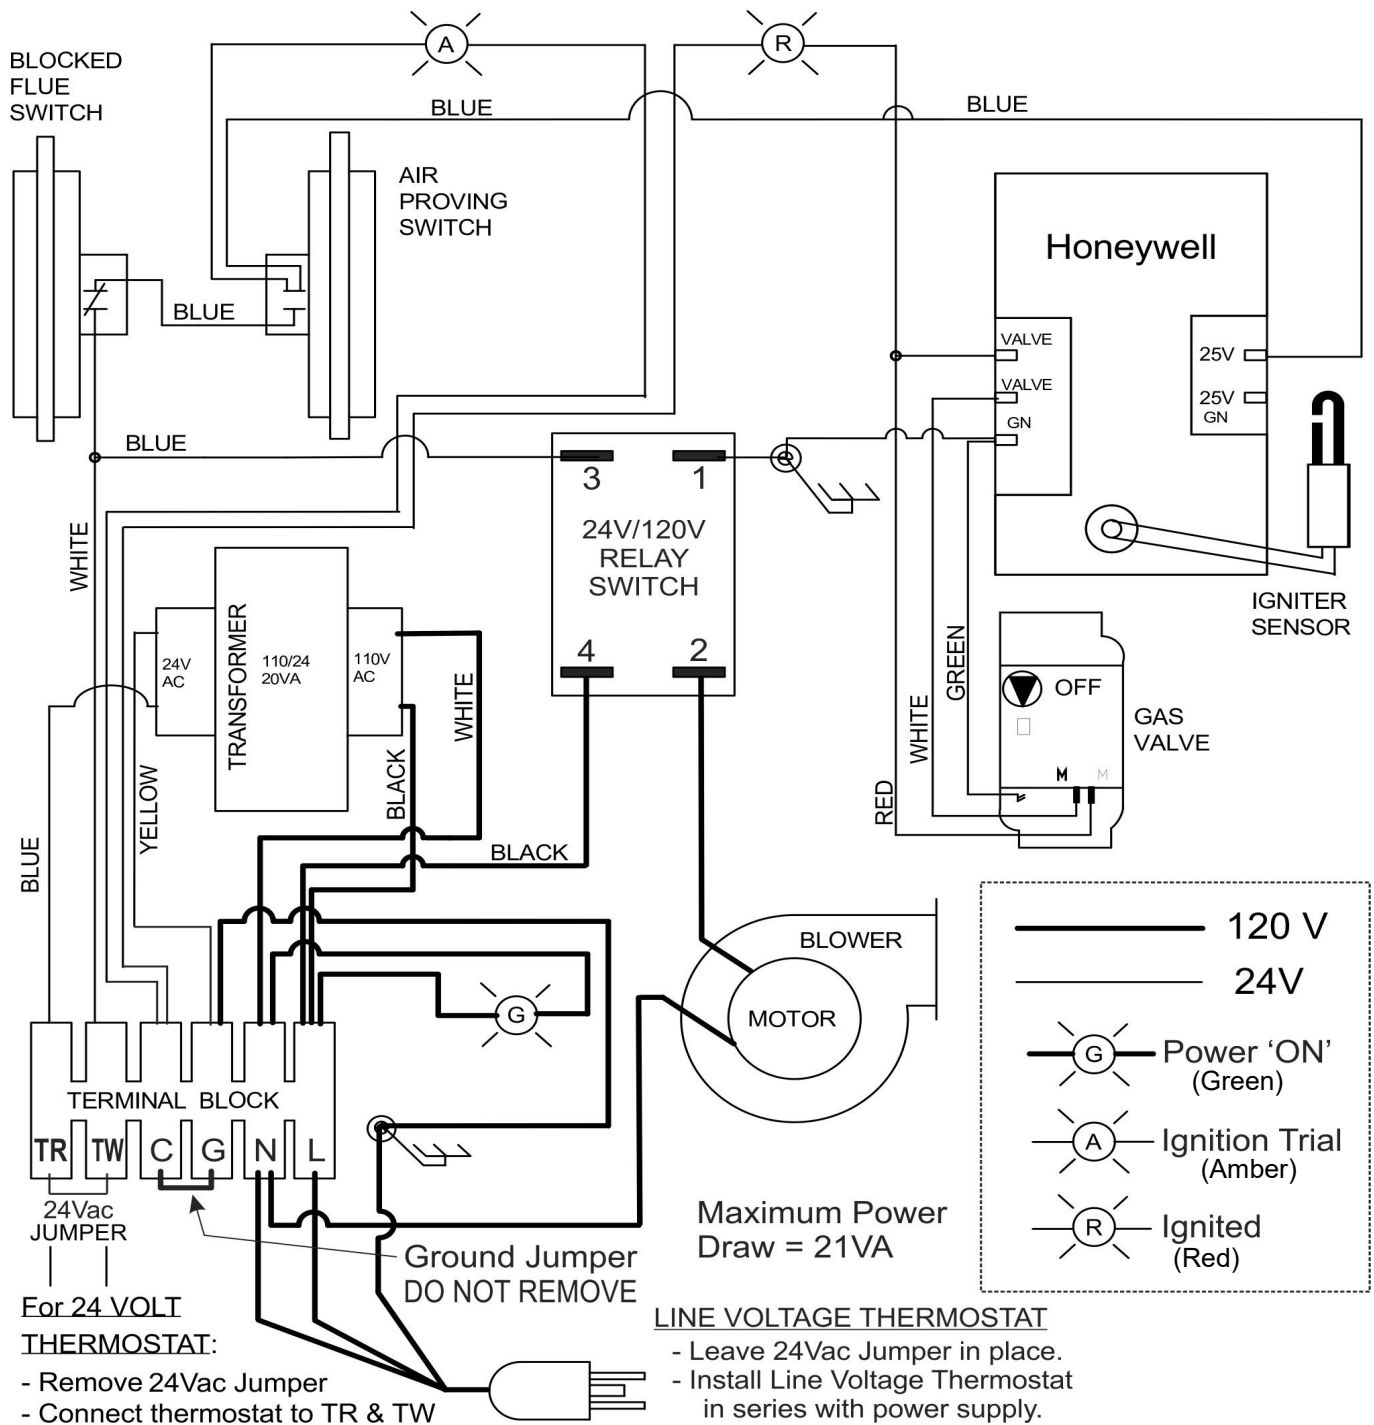 A
R
BLOCKED
FLUE
SWITCH
BLUE
BLUE
AIR
PROVING
SWITCH
Honeywell
BLUE
VALVE
25V
VALVE
25V
GN
GN
BLUE
3
1
24V/120V
RELAY
SWITCH
4
2
WHITE
TRANSFORMER
24V
AC
110/24
20VA
110V
AC
WHITE
BLACK
YELLOW
BLUE
BLACK
IGNITER
SENSOR
GREEN
WHITE
RED
OFF
GAS
VALVE
M
M
BLOWER
MOTOR
G
TERMINAL BLOCK
TR TW C G N L
24Vac
JUMPER
Ground Jumper
DO NOT REMOVE
Maximum Power
Draw = 21VA
120 V
24V
G
Power ‘ON’
(Green)
A
Ignition Trial
(Amber)
R
Ignited
(Red)
For 24 VOLT
THERMOSTAT:
- Remove 24Vac Jumper
- Connect thermostat to TR & TW
LINE VOLTAGE THERMOSTAT
- Leave 24Vac Jumper in place.
- Install Line Voltage Thermostat
in series with power supply.